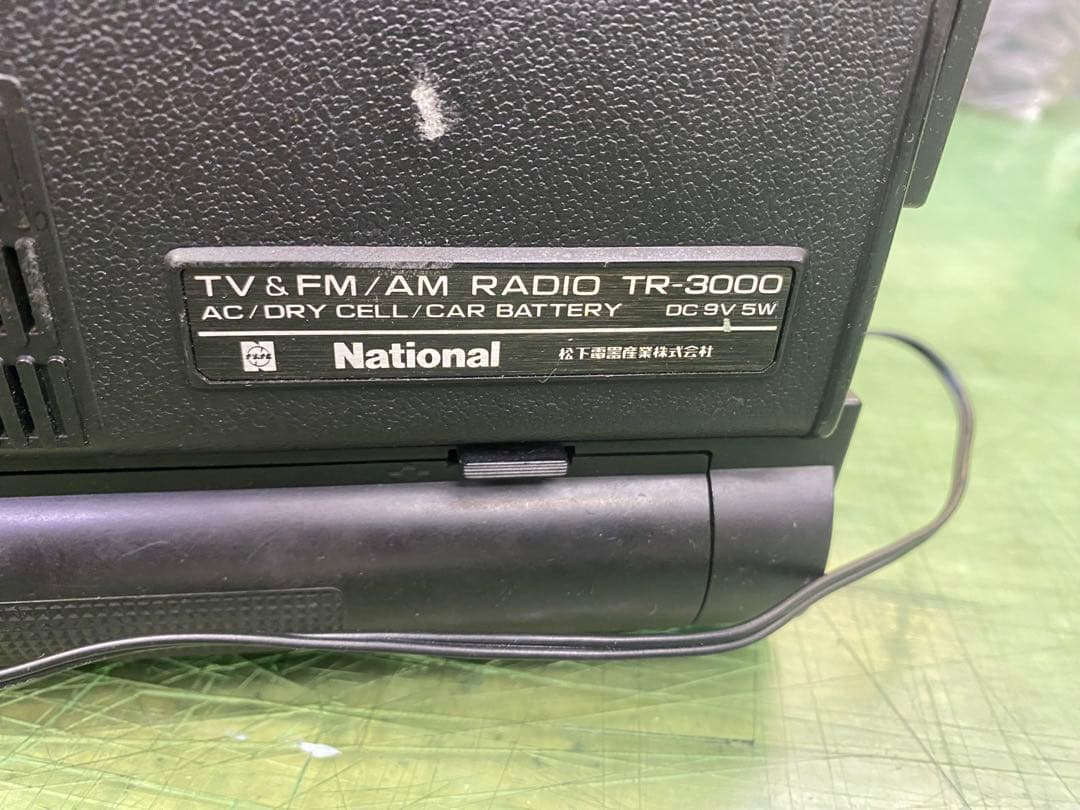 TV & FM/AM RADIO TR-3000
AC/DRY CELL/CAR BATTERY DC 9V 5W
National 松下電器産業株式会社